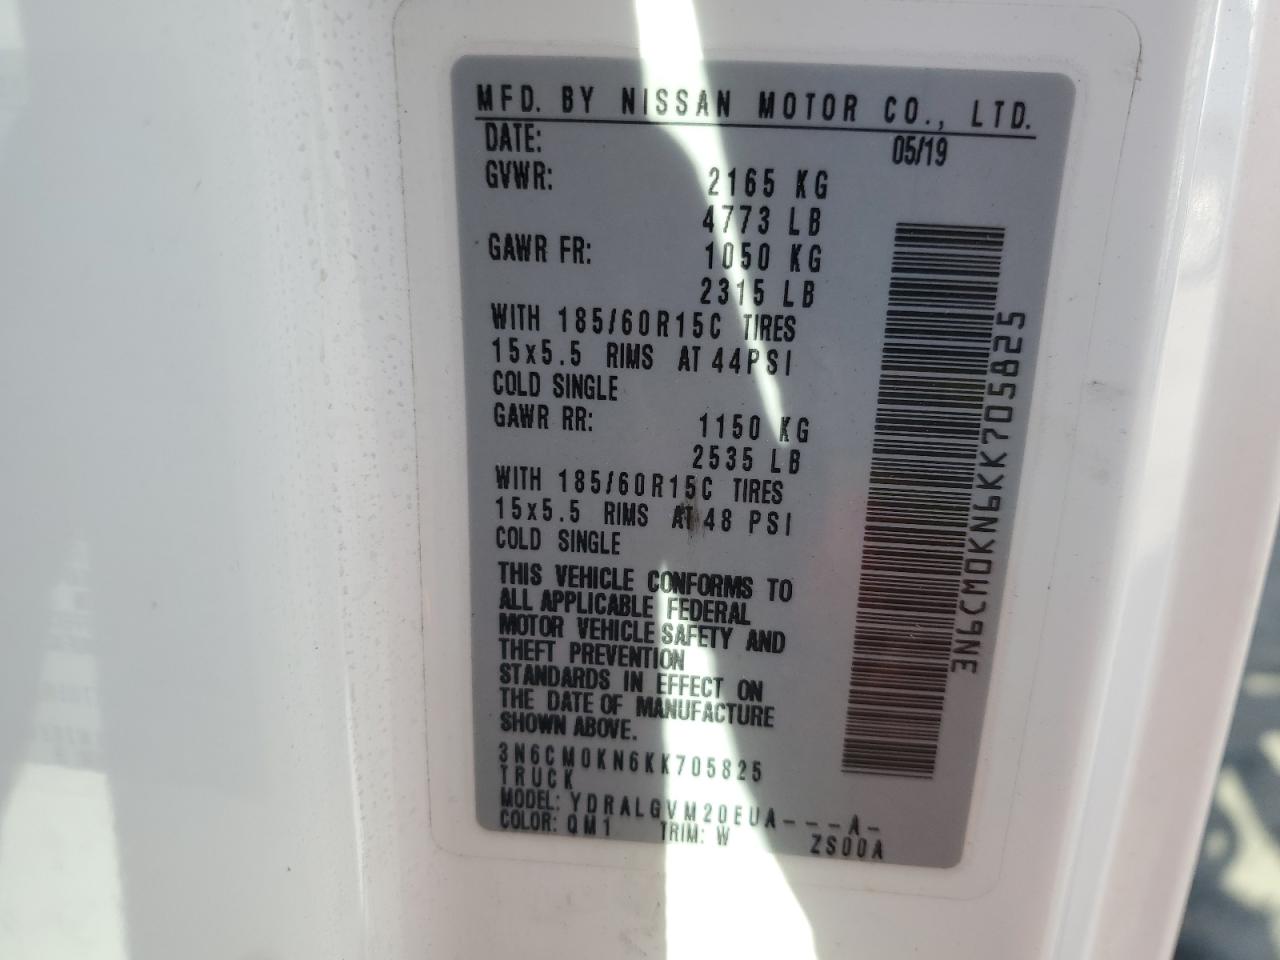 MFD. BY NISSAN MOTOR CO., LTD.
DATE: 05/19
GVWR: 2165 KG
4773 LB
GAWR FR: 1050 KG
2315 LB
WITH 185/60R15C TIRES
15x5.5 RIMS AT 44PSI
COLD SINGLE
GAWR RR: 1150 KG
2535 LB
WITH 185/60R15C TIRES
15x5.5 RIMS AT 48 PSI
COLD SINGLE
THIS VEHICLE CONFORMS TO
ALL APPLICABLE FEDERAL
MOTOR VEHICLE SAFETY AND
THEFT PREVENTION
STANDARDS IN EFFECT ON
THE DATE OF MANUFACTURE
SHOWN ABOVE.
3N6CM0KN6KK705825
TRUCK
MODEL: YDRALGVM20EUA---A-
COLOR: QM1 TRIM: W ZS00A
3N6CM0KN6KK705825